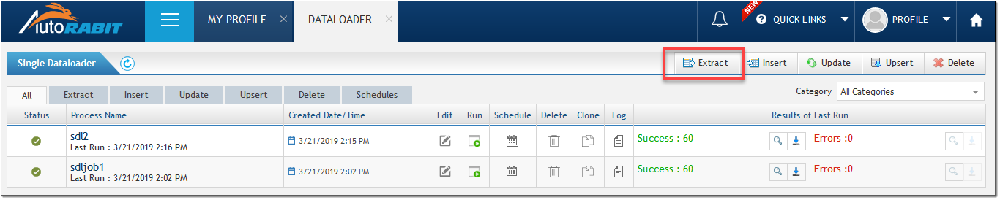 AutoRABIT
MY PROFILE ×
DATALOADER ×
NEW
QUICK LINKS
PROFILE
Single Dataloader
Extract
Insert
Update
Upsert
Delete
All
Extract
Insert
Update
Upsert
Delete
Schedules
Category
All Categories
Status
Process Name
Created Date/Time
Edit
Run
Schedule
Delete
Clone
Log
Results of Last Run
sdl2
Last Run : 3/21/2019 2:16 PM
3/21/2019 2:15 PM
Success : 60
Errors :0
sdljob1
Last Run : 3/21/2019 2:02 PM
3/21/2019 2:02 PM
Success : 60
Errors :0